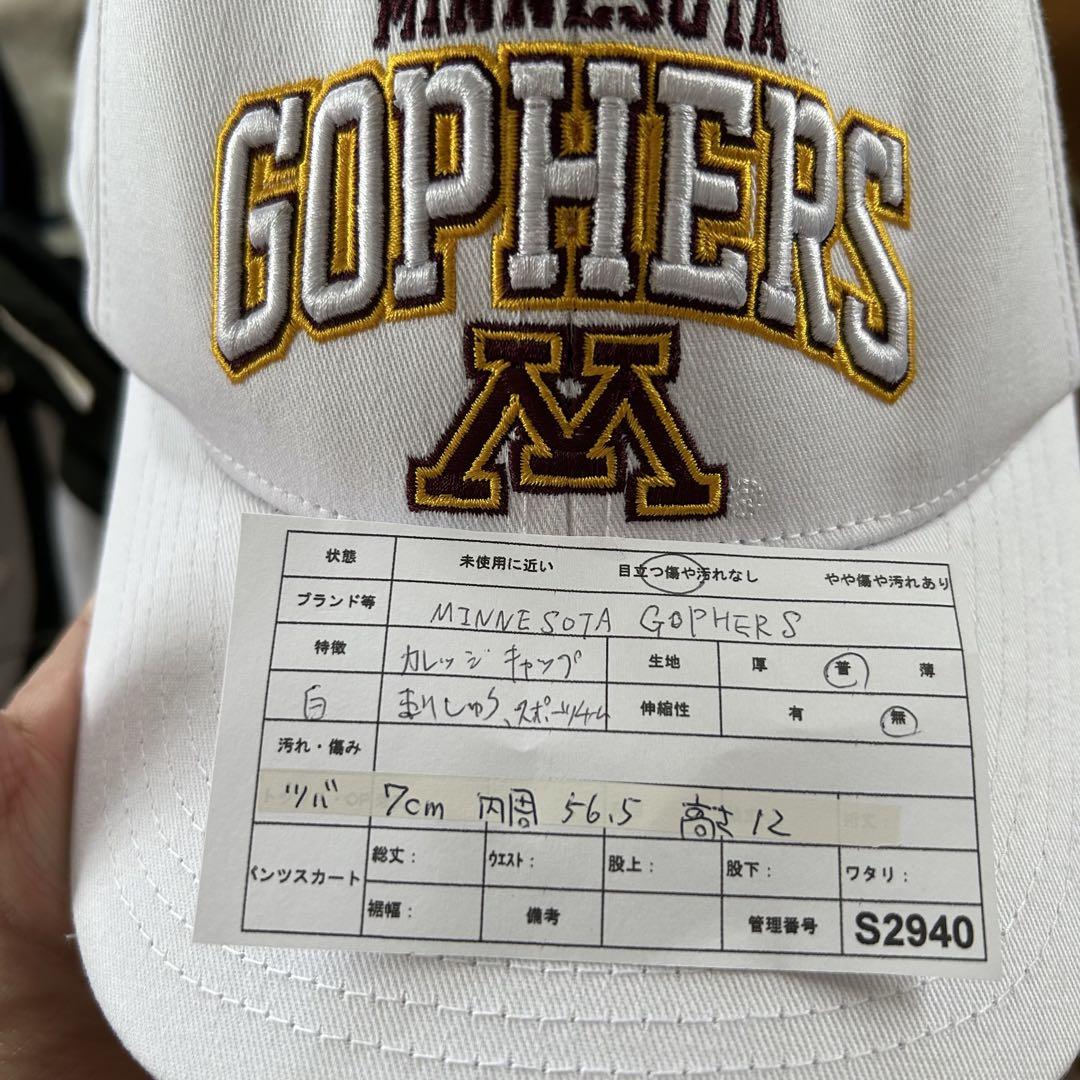 MINNESOTA
GOPHERS
M
状態 未使用に近い 目立つ傷や汚れなし やや傷や汚れあり
ブランド等 MINNESOTA GOPHERS
特徴 カレッジキャップ 生地 厚 普 薄
白 刺しゅう、スポーツチーム 伸縮性 有 無
汚れ・傷み
ツバ 7cm 内周 56.5 高さ 12
パンツスカート 総丈: ウエスト: 股上: 股下: ワタリ:
裾幅: 備考 管理番号 S2940